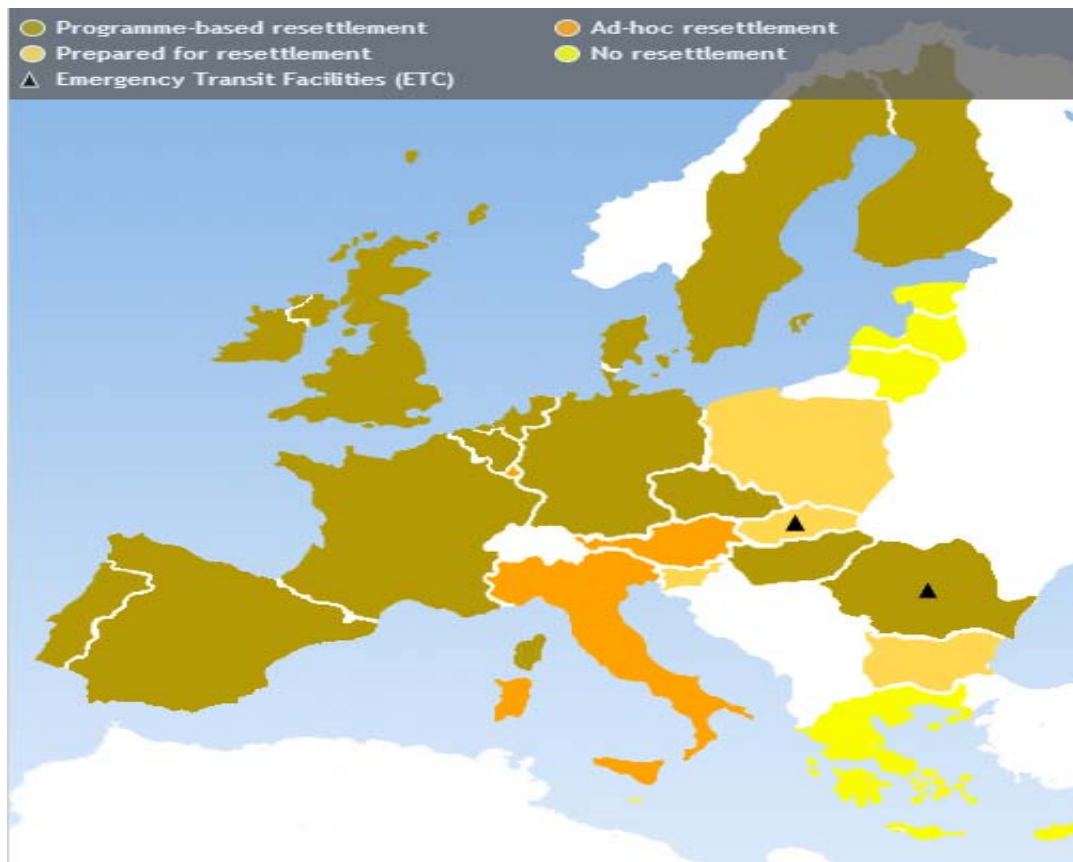 Programme-based resettlement
Ad-hoc resettlement
Prepared for resettlement
No resettlement
Emergency Transit Facilities (ETC)